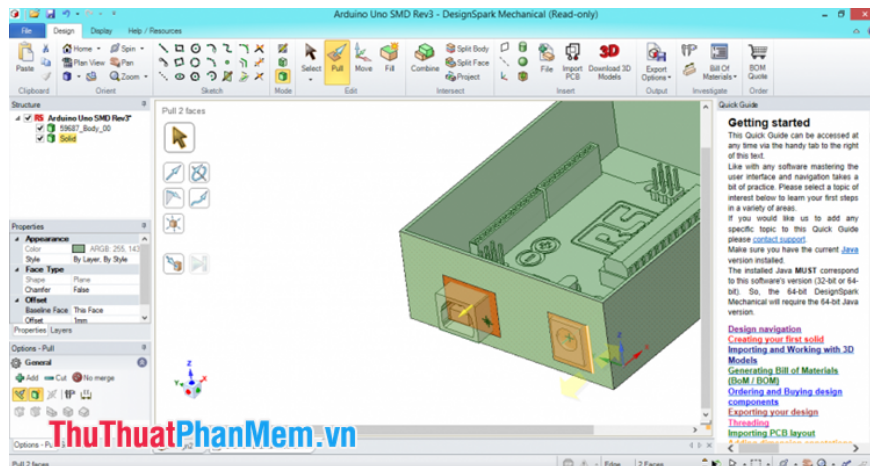 Arduino Uno SMD Rev3 - DesignSpark Mechanical (Read-only)
File Design Display Help / Resources
Paste
Home Spin
Plan View Pan
Zoom
Select Pull Move Fill
Combine
Split Body
Split Face
Project
File Import PCB Download 3D Models
Export Options
Bill Of Materials
BOM Quote
Clipboard Orient Sketch Mode Edit Intersect Insert Output Investigate Order
Structure
Arduino Uno SMD Rev3*
59687_Body_00
Solid
Properties
Appearance
Color ARGB: 255, 143
Style By Layer, By Style
Face Type
Shape Plane
Chamfer False
Offset
Baseline Face This Face
Offset 1mm
Properties Layers
Options - Pull
General
Add Cut No merge
Pull 2 faces
RS
Z
Y
X
Quick Guide
Getting started
This Quick Guide can be accessed at
any time via the handy tab to the right
of this text.
Like with any software mastering the
user interface and navigation takes a
bit of practice. Please select a topic of
interest below to learn your first steps
in a variety of areas.
If you would like us to add any
specific topic to this Quick Guide
please contact support.
Make sure you have the current Java
version installed.
The installed Java MUST correspond
to this software's version (32-bit or 64-
bit). So, the 64-bit DesignSpark
Mechanical will require the 64-bit Java
version.
Design navigation
Creating your first solid
Importing and Working with 3D
Models
Generating Bill of Materials
(BoM / BOM)
Ordering and Buying design
components
Exporting your design
Threading
Importing PCB layout
ThuThuatPhanMem.vn
Pull 2 faces
Edge 2 Faces